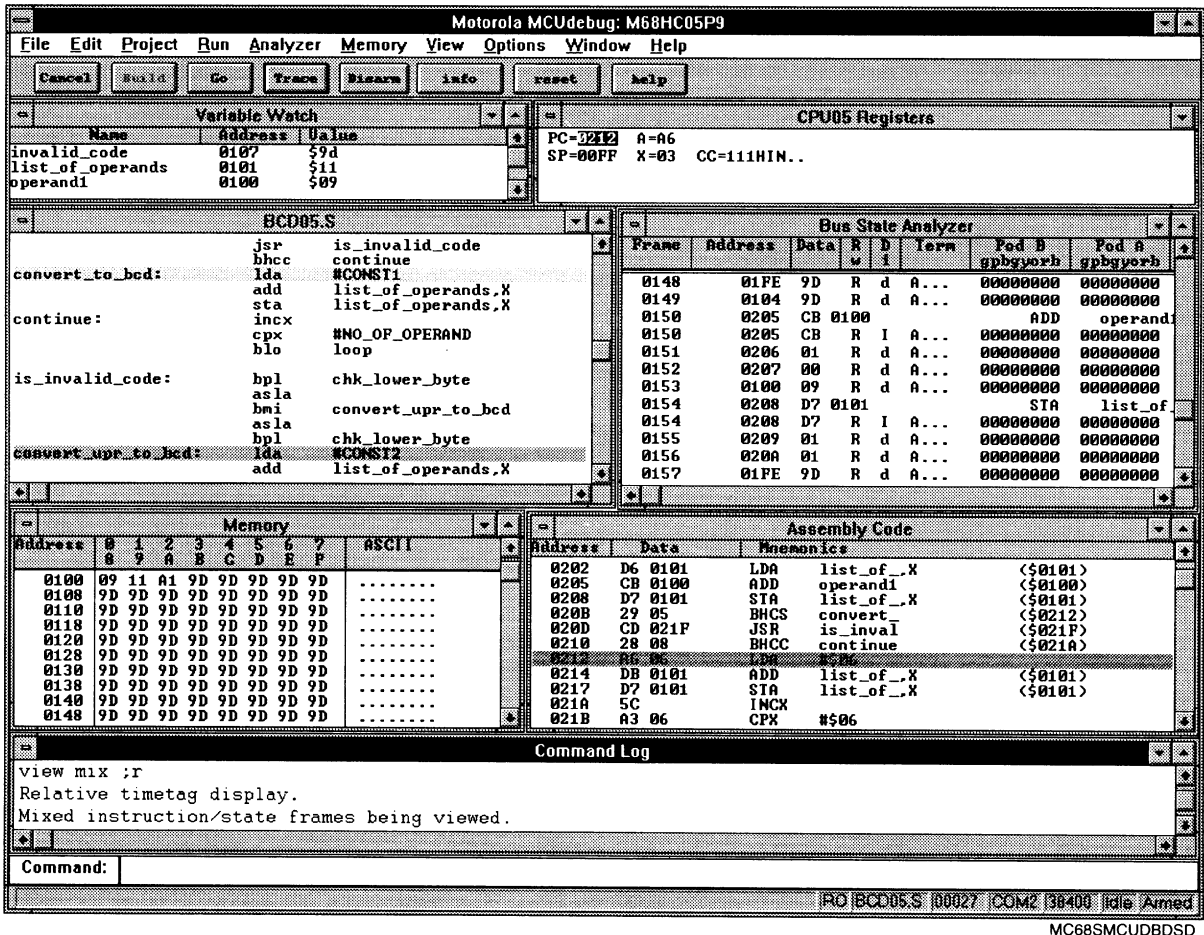 Motorola MCUdebug: M68HC05P9
File Edit Project Run Analyzer Memory View Options Window Help
Cancel Build Go Trace Disarm info reset help
Variable Watch
Name Address Value
invalid_code 0107 $9d
list_of_operands 0101 $11
operand1 0100 $09
CPU05 Registers
PC=0212 A=A6
SP=00FF X=03 CC=111HIN..
BCD05.S
jsr is_invalid_code
bhcc continue
convert_to_bcd: lda #CONST1
add list_of_operands,X
sta list_of_operands,X
continue: incx
cpx #NO_OF_OPERAND
blo loop
is_invalid_code: bpl chk_lower_byte
asla
bmi convert_upr_to_bcd
asla
bpl chk_lower_byte
convert_upr_to_bcd: lda #CONST2
add list_of_operands,X
Bus State Analyzer
Frame Address Data R D Term Pod B Pod A
w i gpbgyorb gpbgyorb
0148 01FE 9D R d A... 00000000 00000000
0149 0104 9D R d A... 00000000 00000000
0150 0205 CB 0100 ADD operand1
0150 0205 CB R I A... 00000000 00000000
0151 0206 01 R d A... 00000000 00000000
0152 0207 00 R d A... 00000000 00000000
0153 0100 09 R d A... 00000000 00000000
0154 0208 D7 0101 STA list_of_
0154 0208 D7 R I A... 00000000 00000000
0155 0209 01 R d A... 00000000 00000000
0156 020A 01 R d A... 00000000 00000000
0157 01FE 9D R d A... 00000000 00000000
Memory
Address 0 1 2 3 4 5 6 7 ASCII
8 9 A B C D E F
0100 09 11 A1 9D 9D 9D 9D 9D ........
0108 9D 9D 9D 9D 9D 9D 9D 9D ........
0110 9D 9D 9D 9D 9D 9D 9D 9D ........
0118 9D 9D 9D 9D 9D 9D 9D 9D ........
0120 9D 9D 9D 9D 9D 9D 9D 9D ........
0128 9D 9D 9D 9D 9D 9D 9D 9D ........
0130 9D 9D 9D 9D 9D 9D 9D 9D ........
0138 9D 9D 9D 9D 9D 9D 9D 9D ........
0140 9D 9D 9D 9D 9D 9D 9D 9D ........
0148 9D 9D 9D 9D 9D 9D 9D 9D ........
Assembly Code
Address Data Mnemonics
0202 D6 0101 LDA list_of_,X ($0101)
0205 CB 0100 ADD operand1 ($0100)
0208 D7 0101 STA list_of_,X ($0101)
020B 29 05 BHCS convert_ ($0212)
020D CD 021F JSR is_inval ($021F)
0210 28 08 BHCC continue ($021A)
0212 A6 06 LDA #$06
0214 DB 0101 ADD list_of_,X ($0101)
0217 D7 0101 STA list_of_,X ($0101)
021A 5C INCX
021B A3 06 CPX #$06
Command Log
view mix ;r
Relative timetag display.
Mixed instruction/state frames being viewed.
Command:
RO BCD05.S 00027 COM2 38400 Idle Armed
MC68SMCUDBDSD